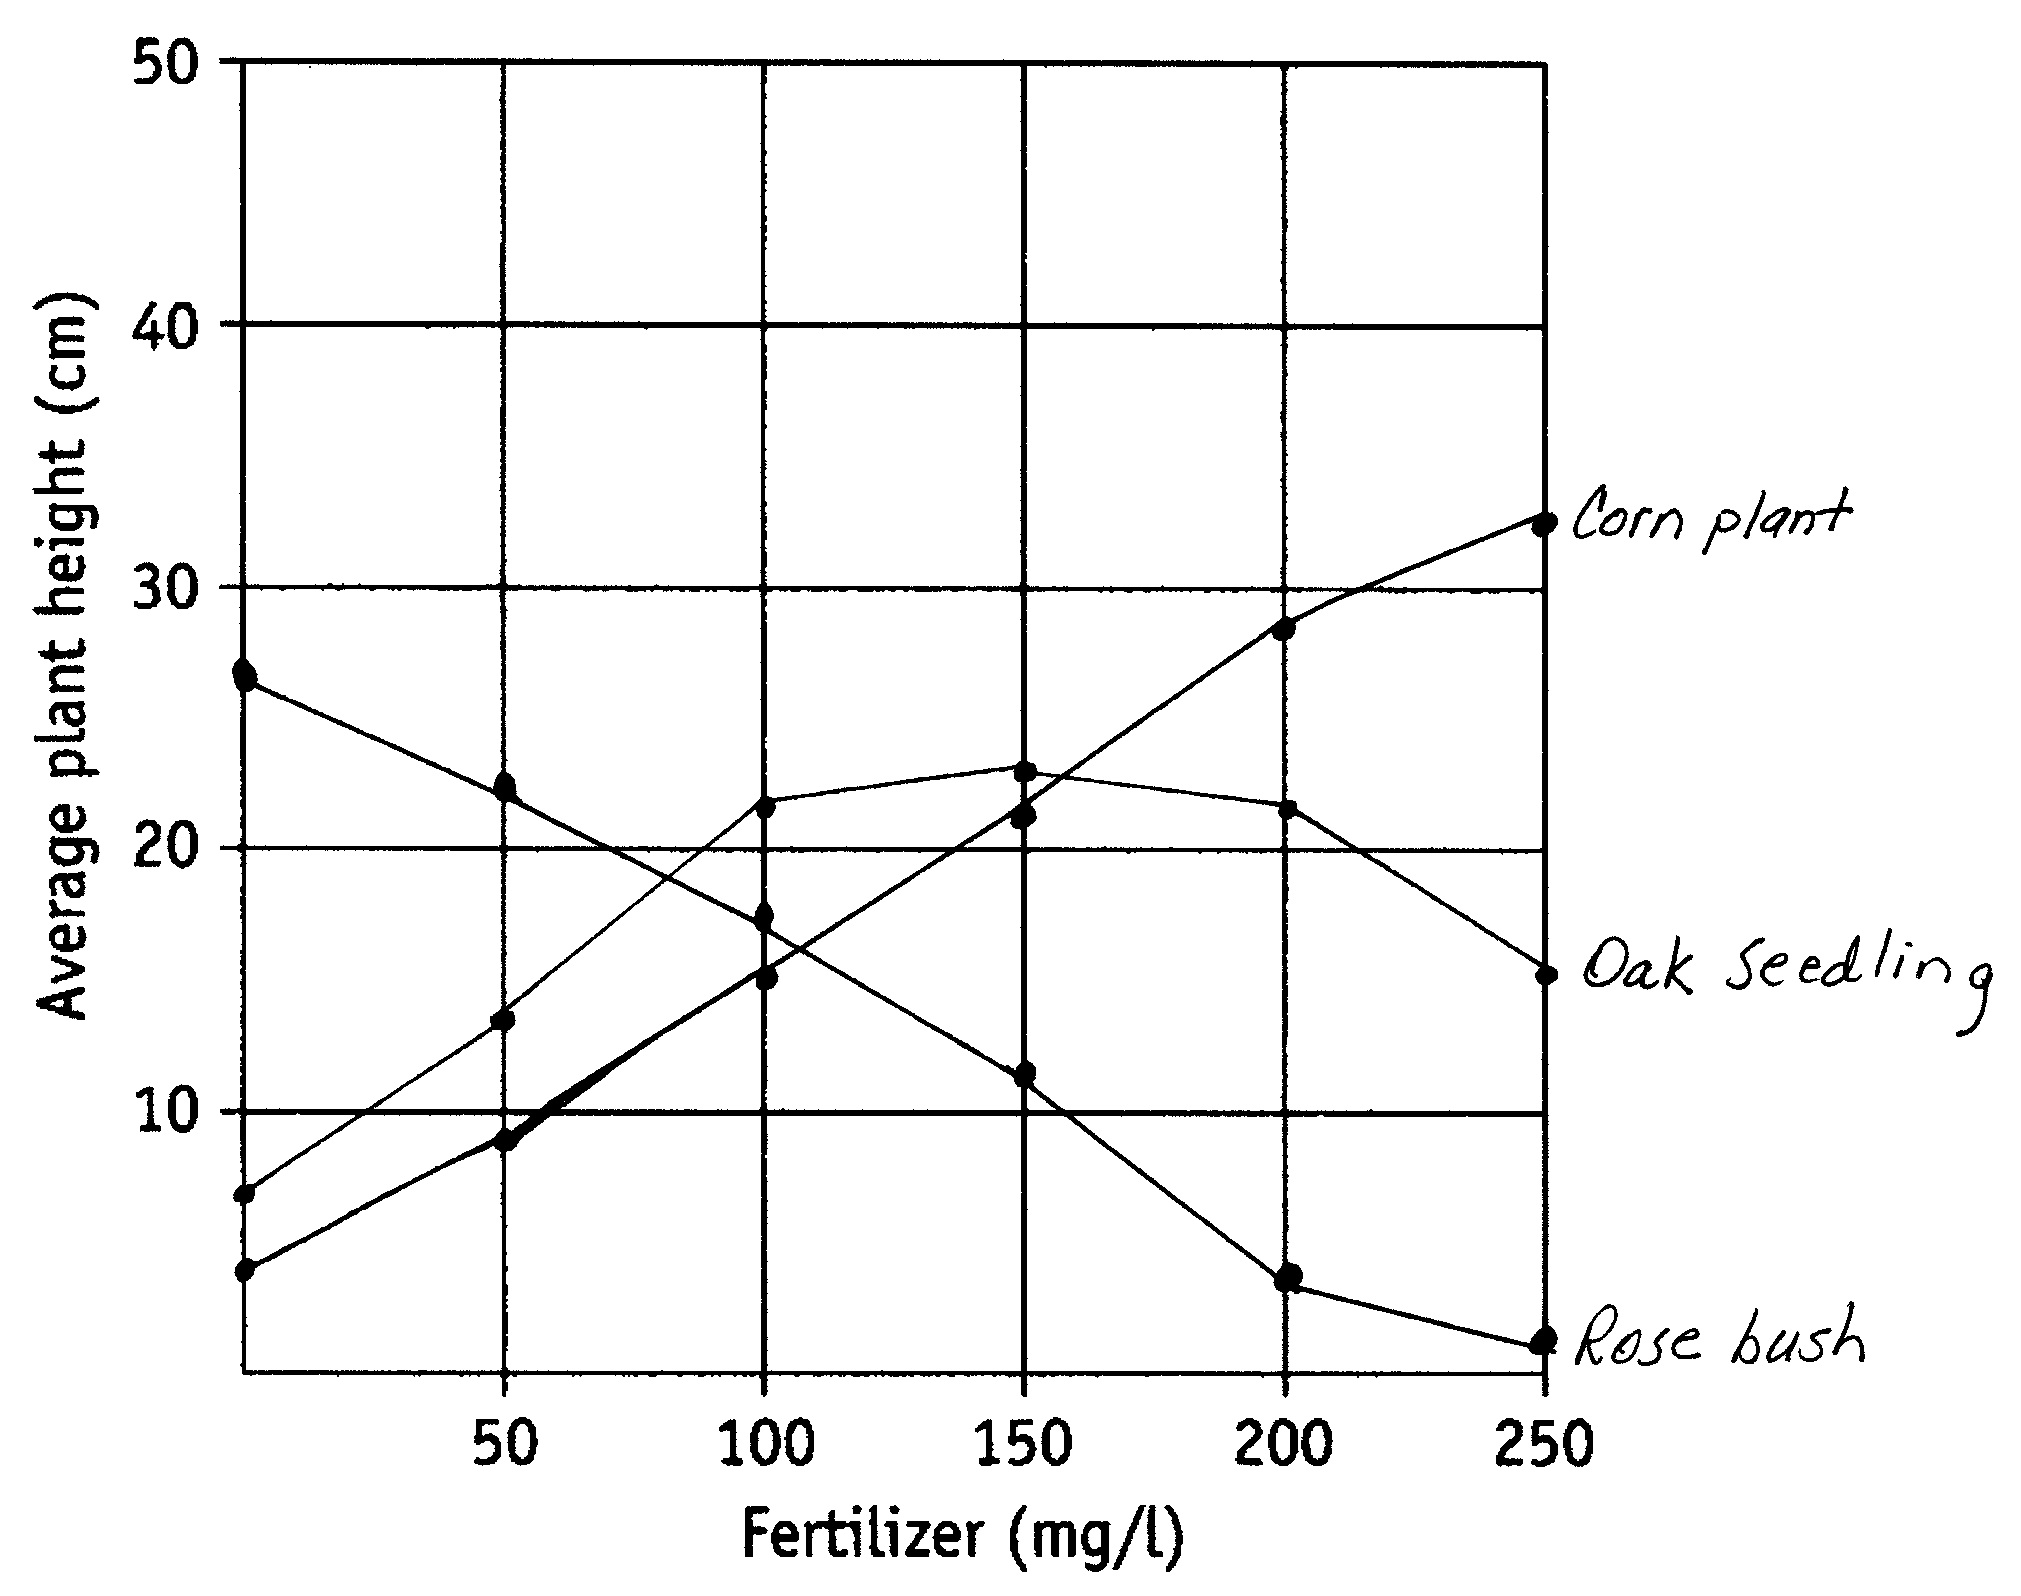 50
40
30
20
10
Average plant height (cm)
Corn plant
Oak Seedling
Rose bush
50 100 150 200 250
Fertilizer (mg/l)